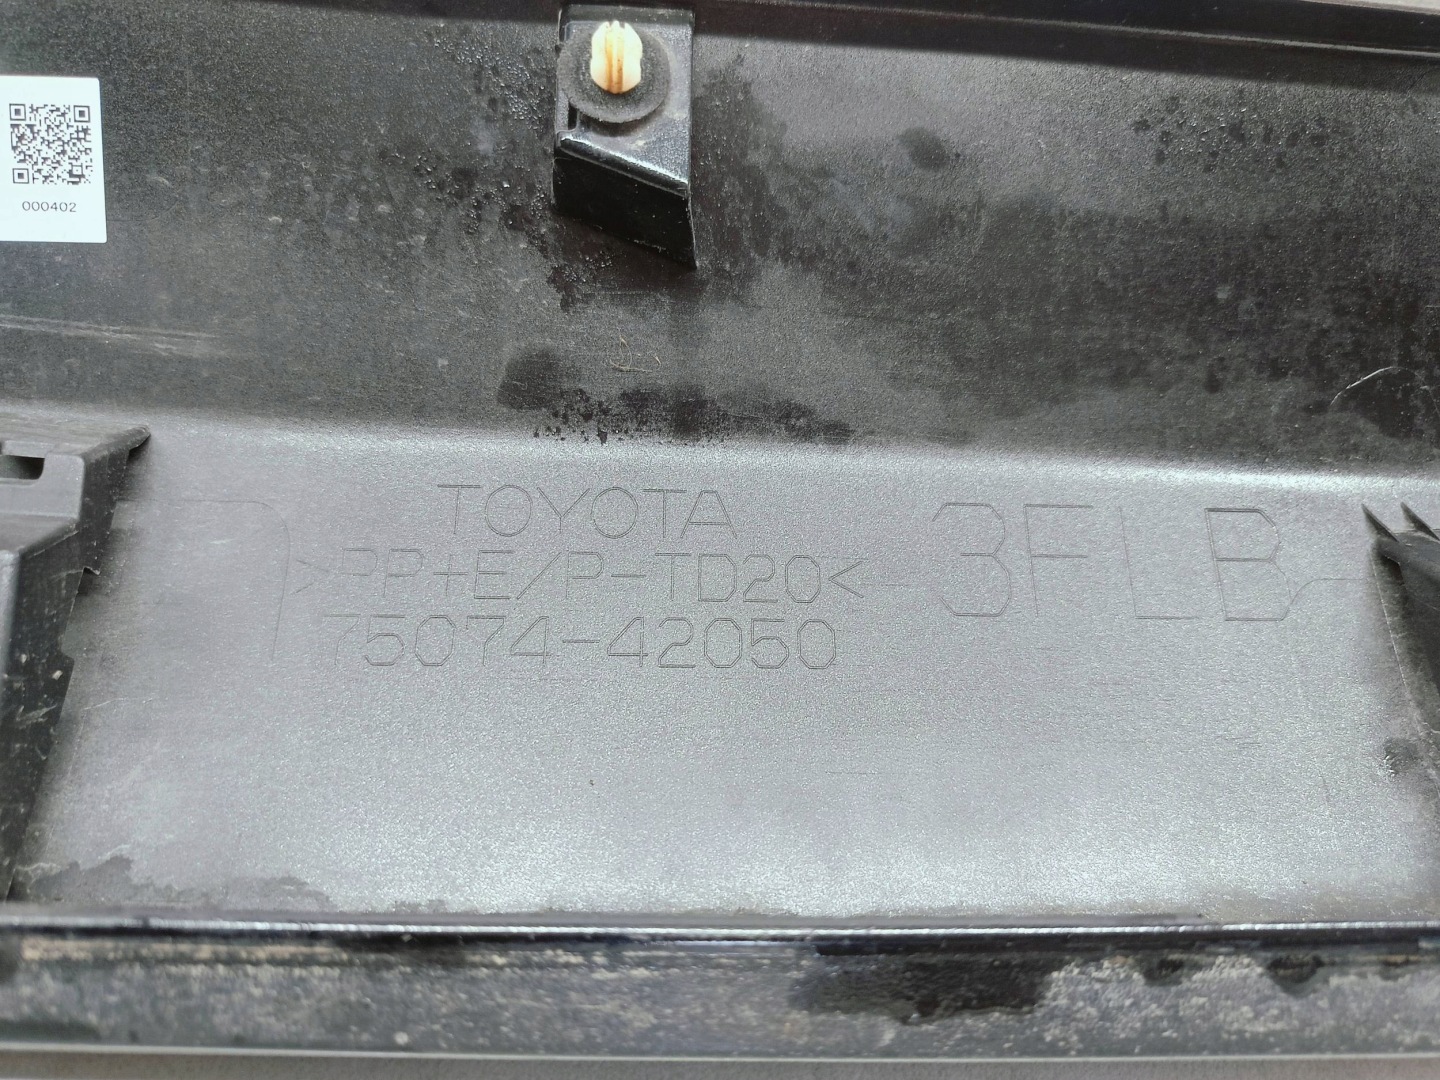 000402
TOYOTA
>PP+E/P-TD20<
75074-42050
3FLB